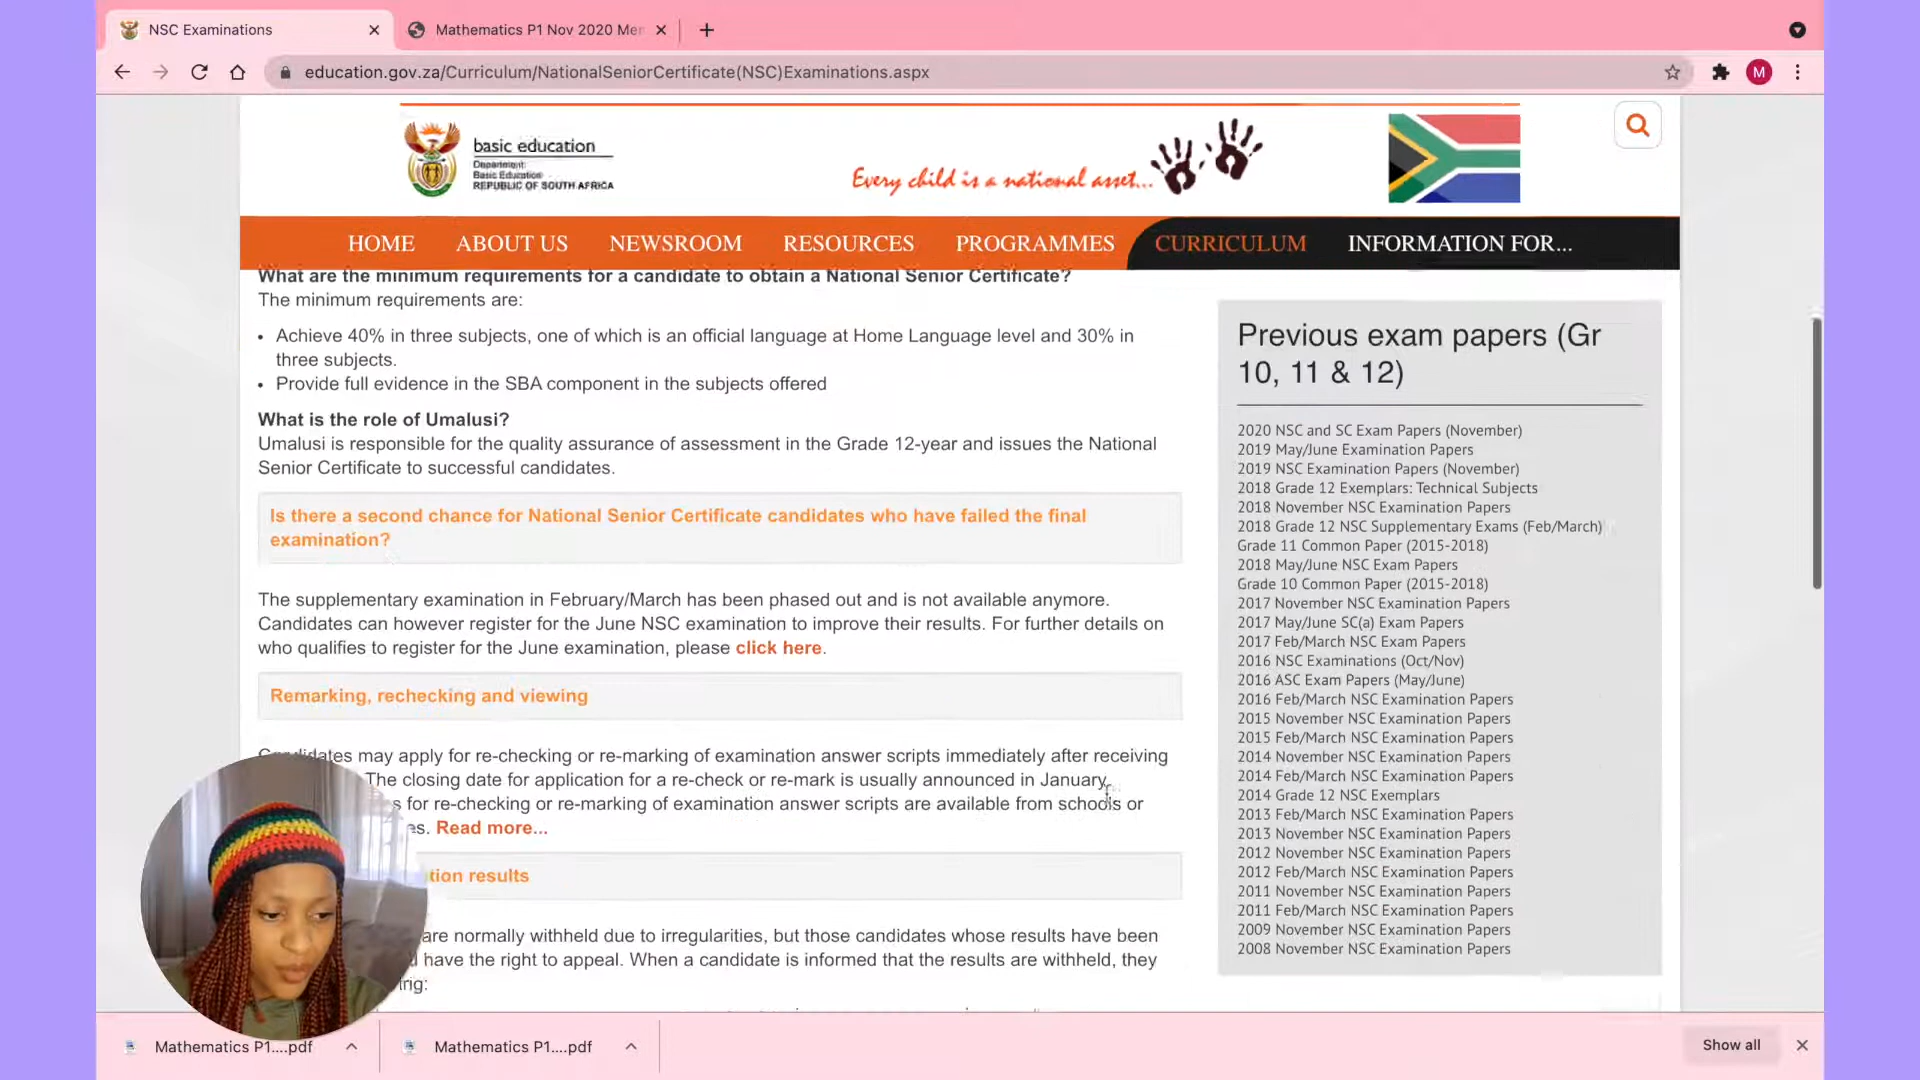 NSC Examinations
Mathematics P1 Nov 2020 Mer
education.gov.za/Curriculum/NationalSeniorCertificate(NSC)Examinations.aspx
M
basic education
Department:
Basic Education
REPUBLIC OF SOUTH AFRICA
Every child is a national asset...
HOME ABOUT US NEWSROOM RESOURCES PROGRAMMES CURRICULUM INFORMATION FOR...
What are the minimum requirements for a candidate to obtain a National Senior Certificate?
The minimum requirements are:
• Achieve 40% in three subjects, one of which is an official language at Home Language level and 30% in
three subjects.
• Provide full evidence in the SBA component in the subjects offered
What is the role of Umalusi?
Umalusi is responsible for the quality assurance of assessment in the Grade 12-year and issues the National
Senior Certificate to successful candidates.
Is there a second chance for National Senior Certificate candidates who have failed the final
examination?
The supplementary examination in February/March has been phased out and is not available anymore.
Candidates can however register for the June NSC examination to improve their results. For further details on
who qualifies to register for the June examination, please click here.
Remarking, rechecking and viewing
Candidates may apply for re-checking or re-marking of examination answer scripts immediately after receiving
The closing date for application for a re-check or re-mark is usually announced in January,
s for re-checking or re-marking of examination answer scripts are available from schools or
es. Read more...
tion results
are normally withheld due to irregularities, but those candidates whose results have been
have the right to appeal. When a candidate is informed that the results are withheld, they
Previous exam papers (Gr
10, 11 & 12)
2020 NSC and SC Exam Papers (November)
2019 May/June Examination Papers
2019 NSC Examination Papers (November)
2018 Grade 12 Exemplars: Technical Subjects
2018 November NSC Examination Papers
2018 Grade 12 NSC Supplementary Exams (Feb/March)
Grade 11 Common Paper (2015-2018)
2018 May/June NSC Exam Papers
Grade 10 Common Paper (2015-2018)
2017 November NSC Examination Papers
2017 May/June SC(a) Exam Papers
2017 Feb/March NSC Exam Papers
2016 NSC Examinations (Oct/Nov)
2016 ASC Exam Papers (May/June)
2016 Feb/March NSC Examination Papers
2015 November NSC Examination Papers
2015 Feb/March NSC Examination Papers
2014 November NSC Examination Papers
2014 Feb/March NSC Examination Papers
2014 Grade 12 NSC Exemplars
2013 Feb/March NSC Examination Papers
2013 November NSC Examination Papers
2012 November NSC Examination Papers
2012 Feb/March NSC Examination Papers
2011 November NSC Examination Papers
2011 Feb/March NSC Examination Papers
2009 November NSC Examination Papers
2008 November NSC Examination Papers
Mathematics P1....pdf
Mathematics P1....pdf
Show all